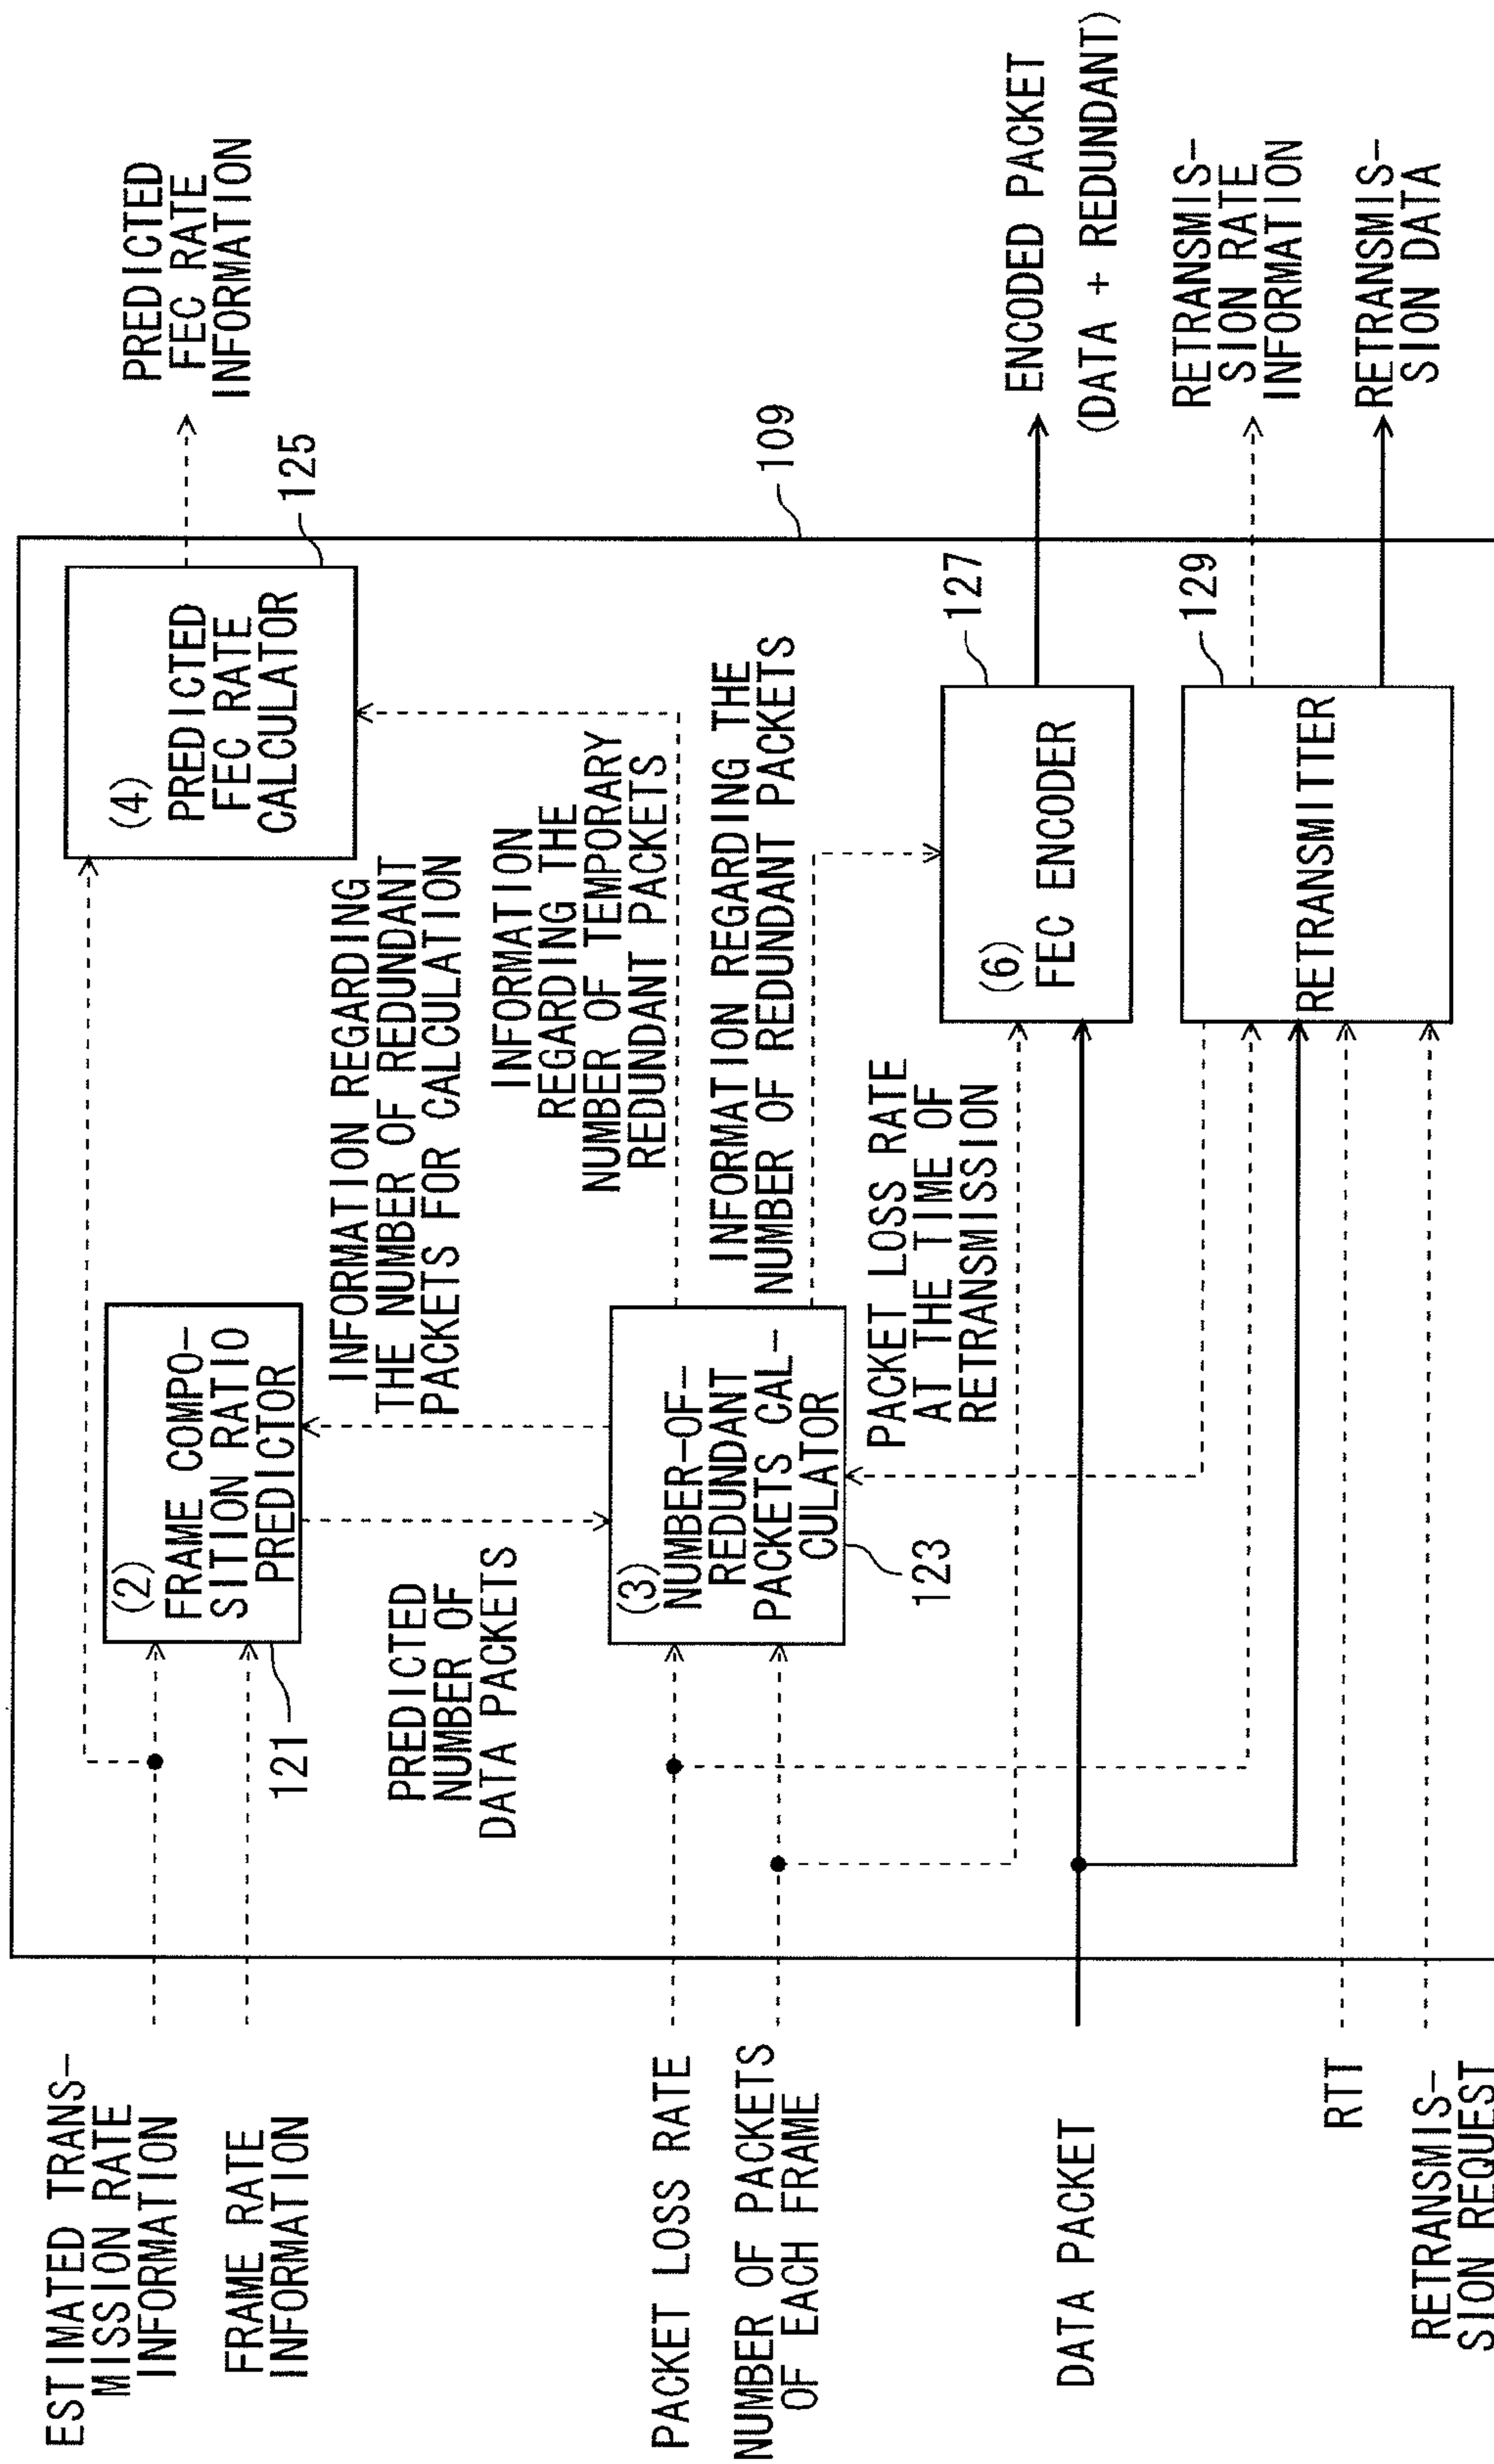 ESTIMATED TRANS-
MISSION RATE
INFORMATION
FRAME RATE
INFORMATION
PACKET LOSS RATE
NUMBER OF PACKETS
OF EACH FRAME
DATA PACKET
RTT
RETRANSMIS-
SION REQUEST
(2)
FRAME COMPO-
SITION RATIO
PREDICTOR
121
PREDICTED
NUMBER OF
DATA PACKETS
(3)
NUMBER-OF-
REDUNDANT
PACKETS CAL-
CULATOR
123
INFORMATION REGARDING
THE NUMBER OF REDUNDANT
PACKETS FOR CALCULATION
INFORMATION
REGARDING THE
NUMBER OF TEMPORARY
REDUNDANT PACKETS
INFORMATION REGARDING THE
NUMBER OF REDUNDANT PACKETS
PACKET LOSS RATE
AT THE TIME OF
RETRANSMISSION
(4)
PREDICTED
FEC RATE
CALCULATOR
125
(6)
FEC ENCODER
127
RETRANSMITTER
129
109
PREDICTED
FEC RATE
INFORMATION
ENCODED PACKET
(DATA + REDUNDANT)
RETRANSMIS-
SION RATE
INFORMATION
RETRANSMIS-
SION DATA